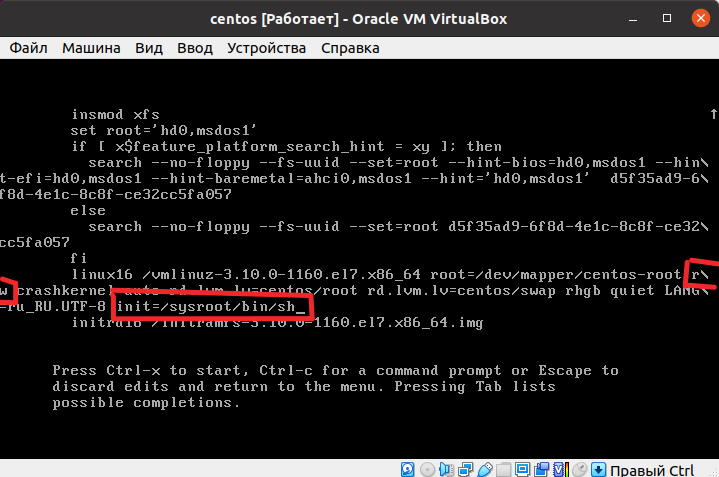 centos [Работает] - Oracle VM VirtualBox
Файл Машина Вид Ввод Устройства Справка
insmod xfs
set root='hd0,msdos1'
if [ x$feature_platform_search_hint = xy ]; then
search --no-floppy --fs-uuid --set=root --hint-bios=hd0,msdos1 --hin\
t-efi=hd0,msdos1 --hint-baremetal=ahci0,msdos1 --hint='hd0,msdos1' d5f35ad9-6\
f8d-4e1c-8c8f-ce32cc5fa057
else
search --no-floppy --fs-uuid --set=root d5f35ad9-6f8d-4e1c-8c8f-ce32\
cc5fa057
fi
linux16 /vmlinuz-3.10.0-1160.el7.x86_64 root=/dev/mapper/centos-root r\
w crashkernel=auto rd.lvm.lv=centos/root rd.lvm.lv=centos/swap rhgb quiet LANG\
=ru_RU.UTF-8 init=/sysroot/bin/sh_
initrd16 /initramfs-3.10.0-1160.el7.x86_64.img
Press Ctrl-x to start, Ctrl-c for a command prompt or Escape to
discard edits and return to the menu. Pressing Tab lists
possible completions.
Правый Ctrl